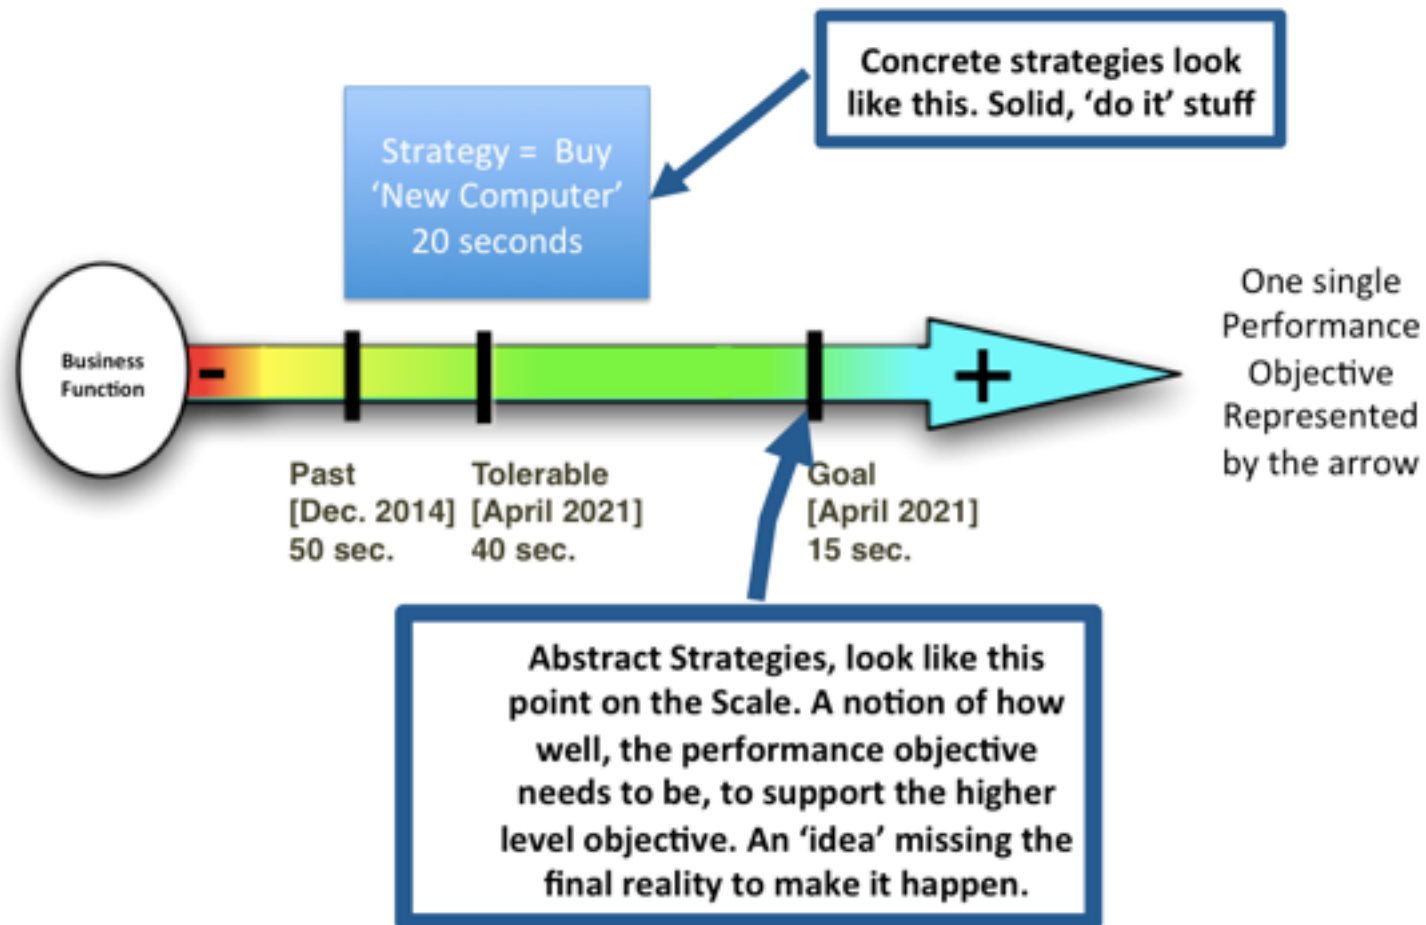 Concrete strategies look
like this. Solid, ‘do it’ stuff
Strategy = Buy
‘New Computer’
20 seconds
Business
Function
-
+
One single
Performance
Objective
Represented
by the arrow
Past
[Dec. 2014]
50 sec.
Tolerable
[April 2021]
40 sec.
Goal
[April 2021]
15 sec.
Abstract Strategies, look like this
point on the Scale. A notion of how
well, the performance objective
needs to be, to support the higher
level objective. An ‘idea’ missing the
final reality to make it happen.